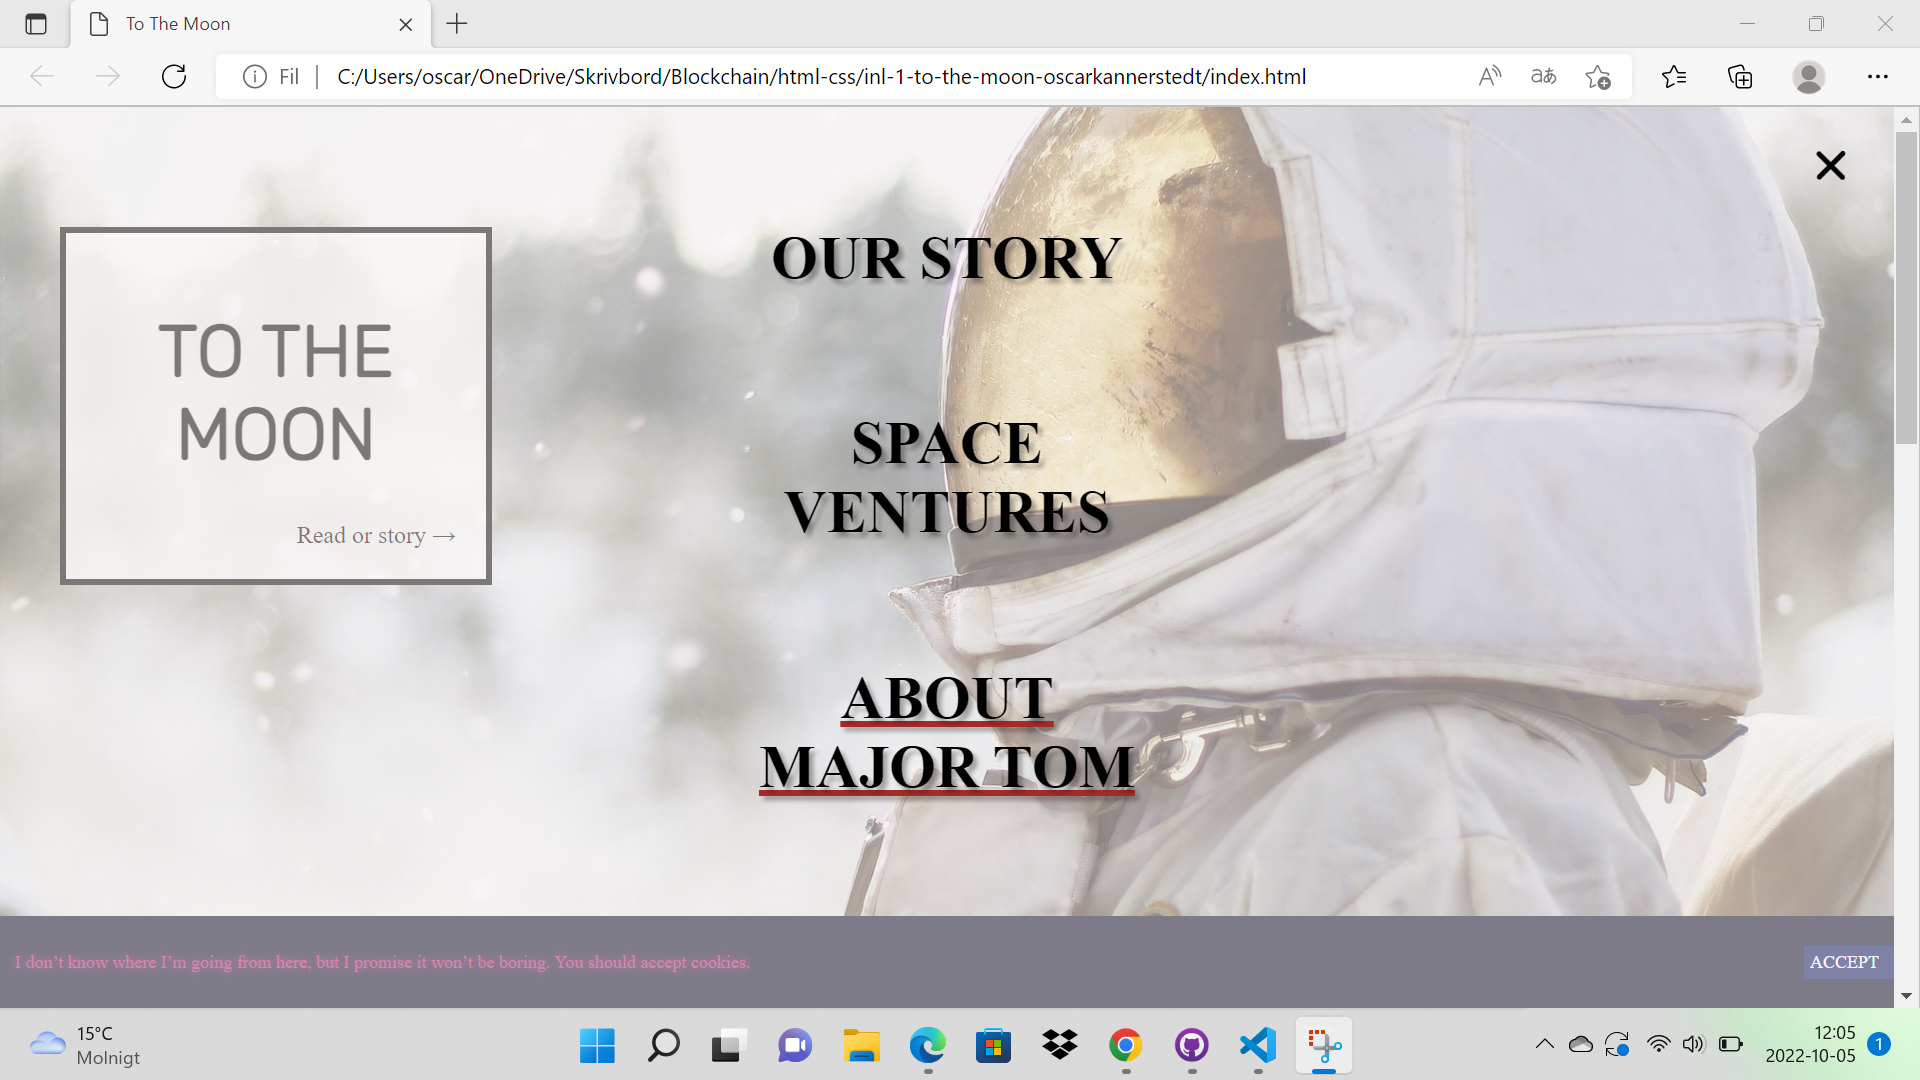 To The Moon
Fil
C:/Users/oscar/OneDrive/Skrivbord/Blockchain/html-css/inl-1-to-the-moon-oscarkannerstedt/index.html
A
aあ
TO THE
MOON
Read or story →
OUR STORY
SPACE
VENTURES
ABOUT
MAJOR TOM
I don’t know where I’m going from here, but I promise it won’t be boring. You should accept cookies.
ACCEPT
15°C
Molnigt
12:05
2022-10-05
1